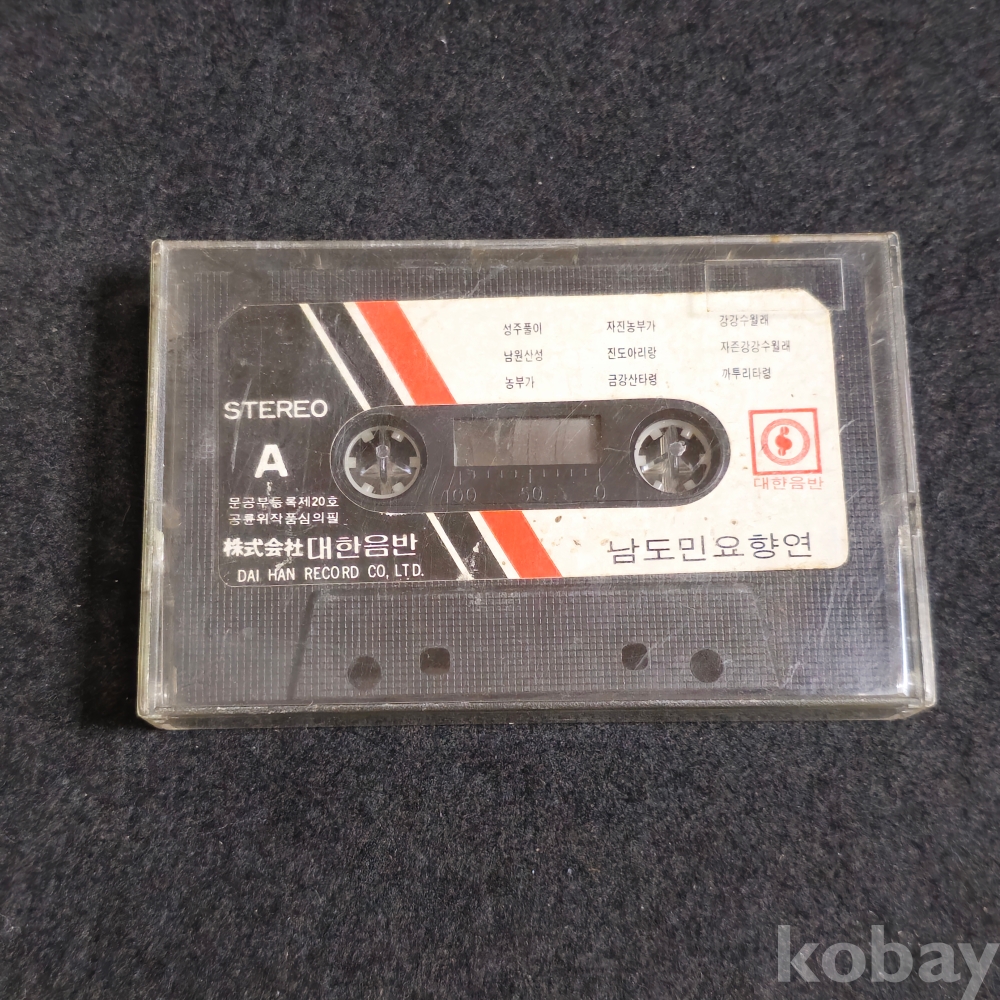 성주풀이
남원산성
농부가
자진농부가
진도아리랑
금강산타령
강강수월래
자즌강강수월래
까투리타령
STEREO
A
문공부등록제20호
공륜위작품심의필
株式会社대한음반
DAI HAN RECORD CO, LTD.
100 50 0
대한음반
남도민요향연
kobay